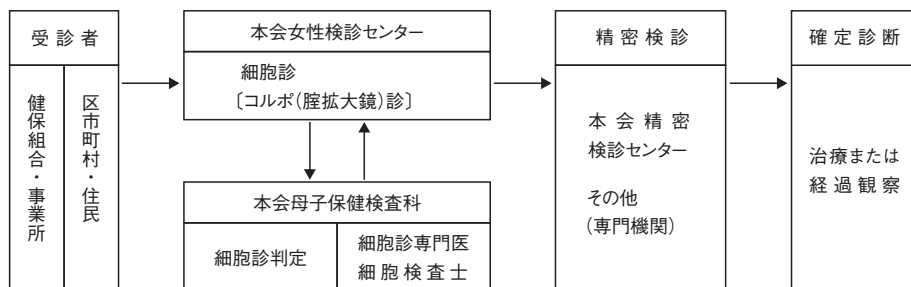 受診者
健保組合・事業所
区市町村・住民
本会女性検診センター
細胞診
〔コルポ(腟拡大鏡)診〕
本会母子保健検査科
細胞診判定
細胞診専門医
細胞検査士
精密検診
本会精密
検診センター
その他
(専門機関)
確定診断
治療または
経過観察